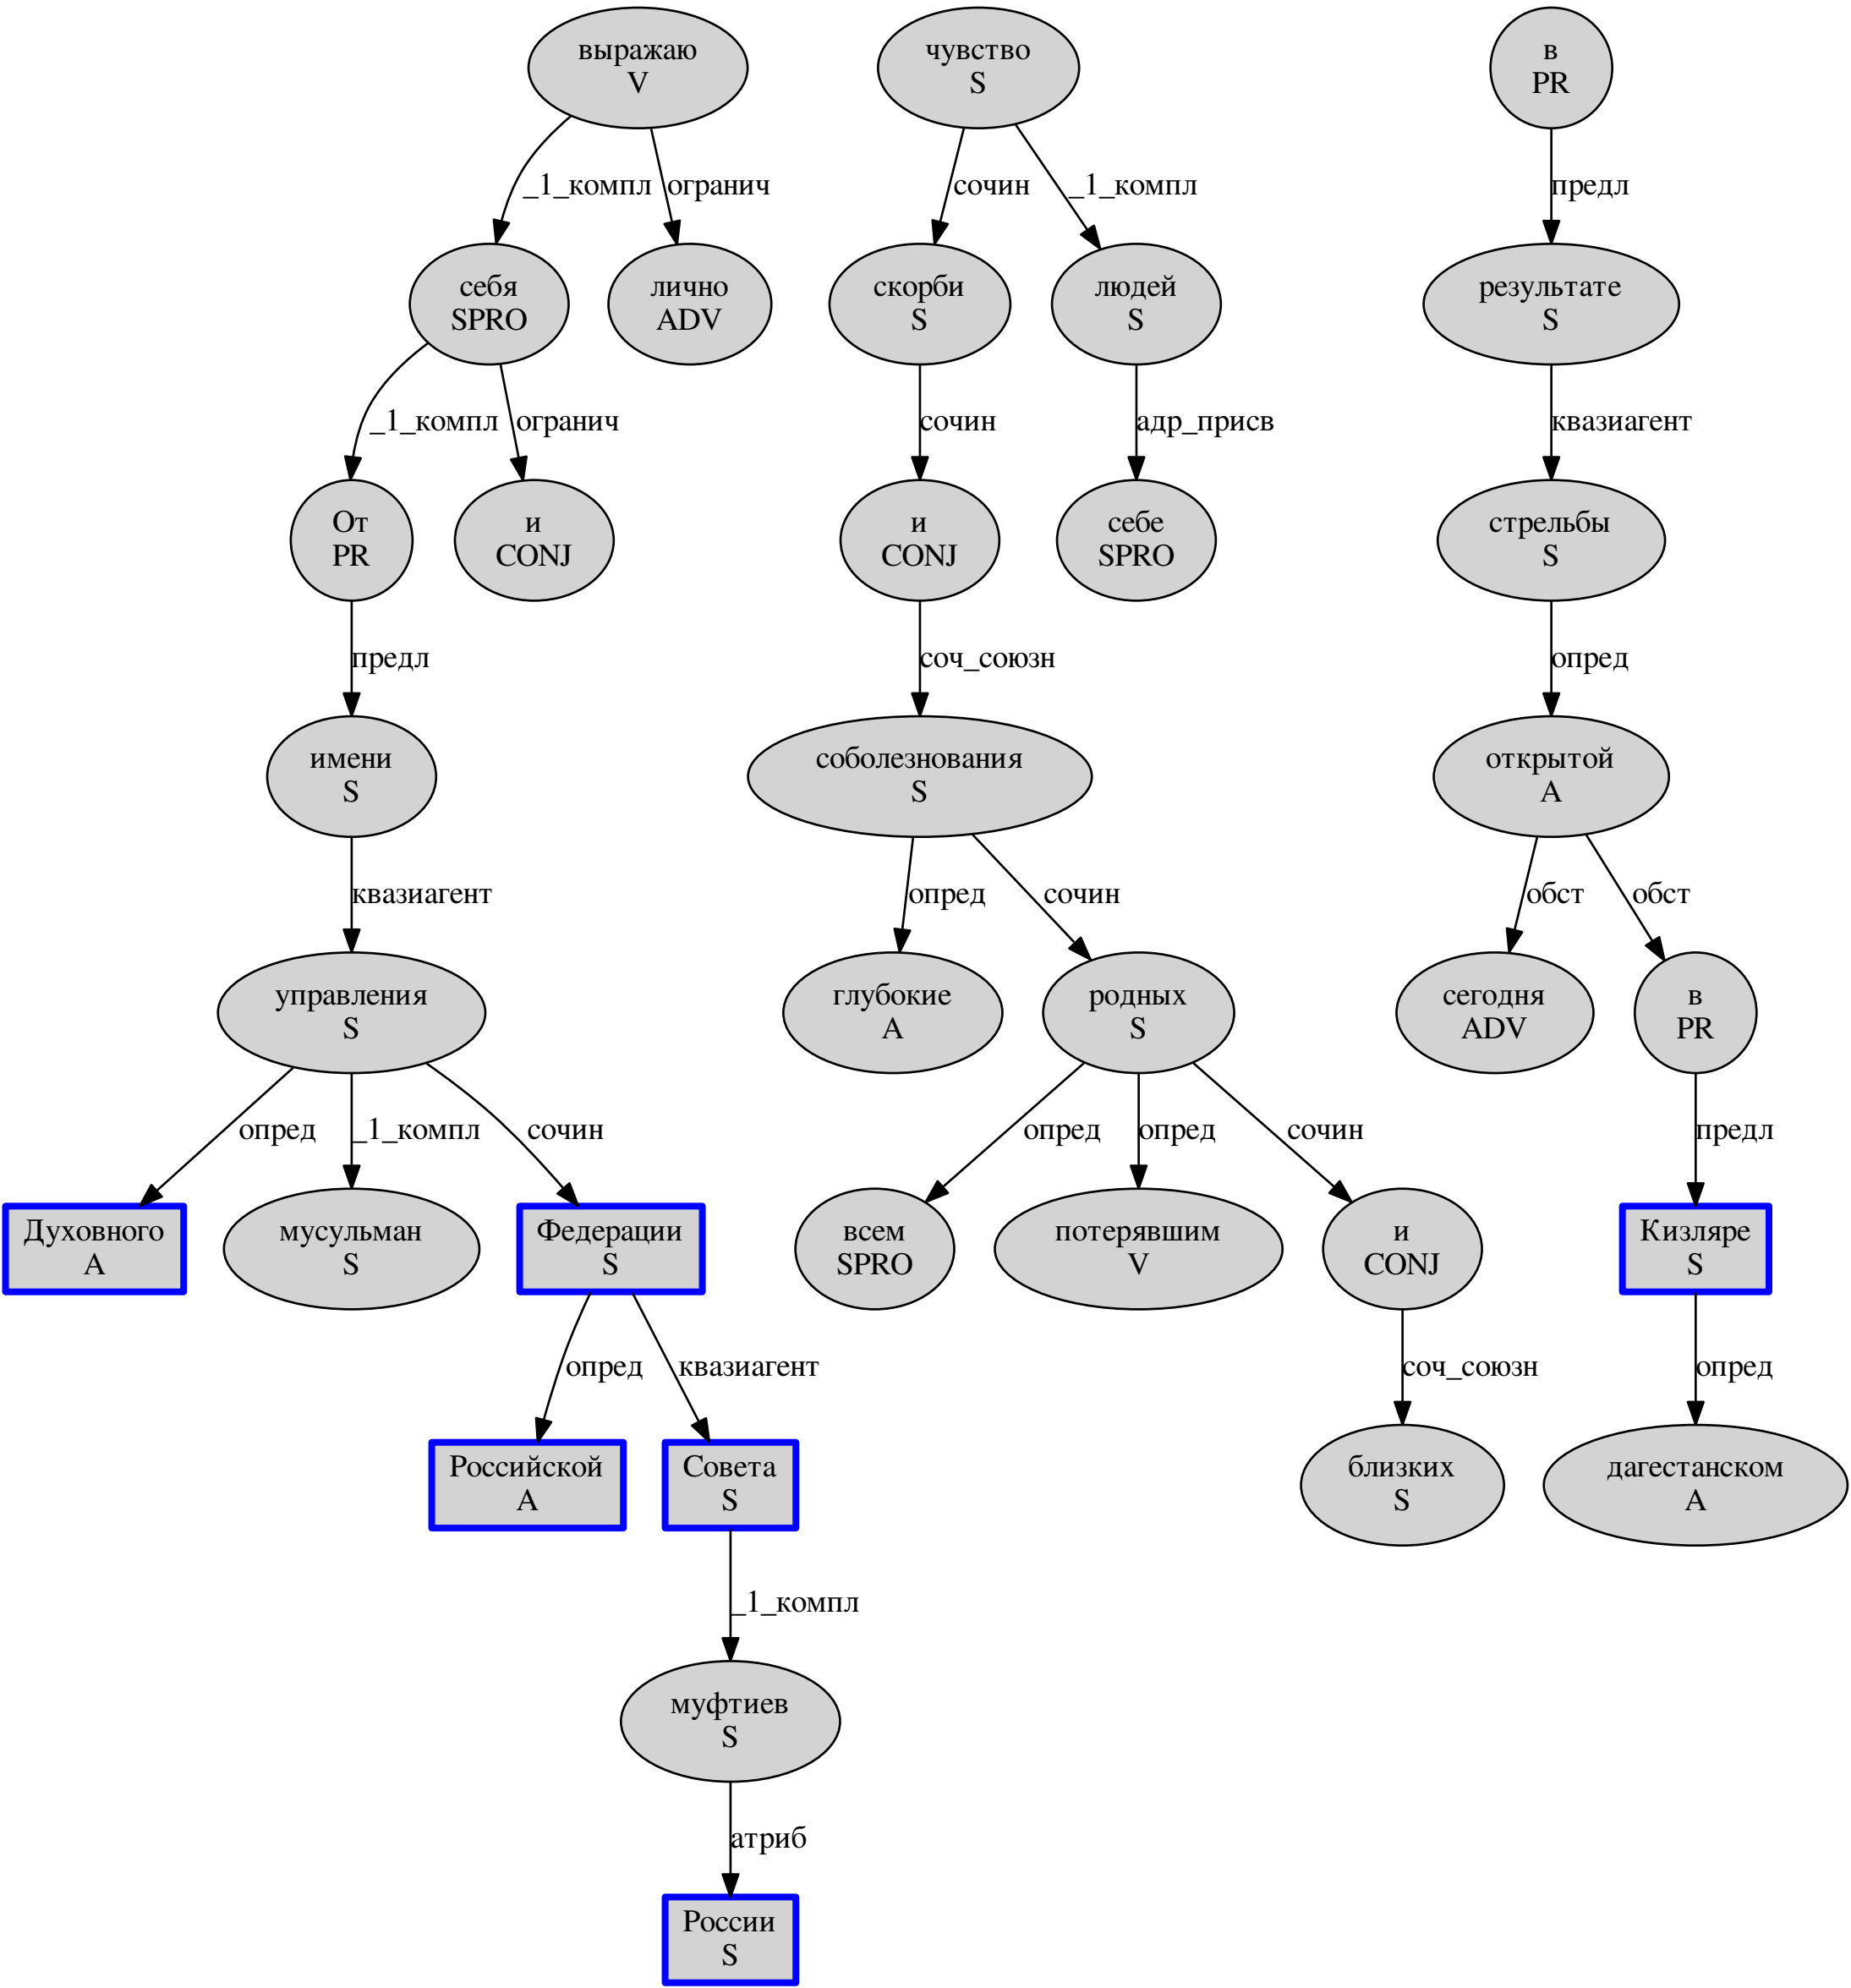 выражаю
V
чувство
S
в
PR
_1_компл
огранич
сочин
_1_компл
предл
себя
SPRO
лично
ADV
скорби
S
людей
S
результате
S
_1_компл
огранич
сочин
адр_присв
квазиагент
От
PR
и
CONJ
и
CONJ
себе
SPRO
стрельбы
S
предл
соч_союзн
опред
имени
S
соболезнования
S
открытой
A
квазиагент
опред
сочин
обст
обст
управления
S
глубокие
A
родных
S
сегодня
ADV
в
PR
опред
_1_компл
сочин
опред
опред
сочин
предл
Духовного
A
мусульман
S
Федерации
S
всем
SPRO
потерявшим
V
и
CONJ
Кизляре
S
опред
квазиагент
соч_союзн
опред
Российской
A
Совета
S
близких
S
дагестанском
A
_1_компл
муфтиев
S
атриб
России
S